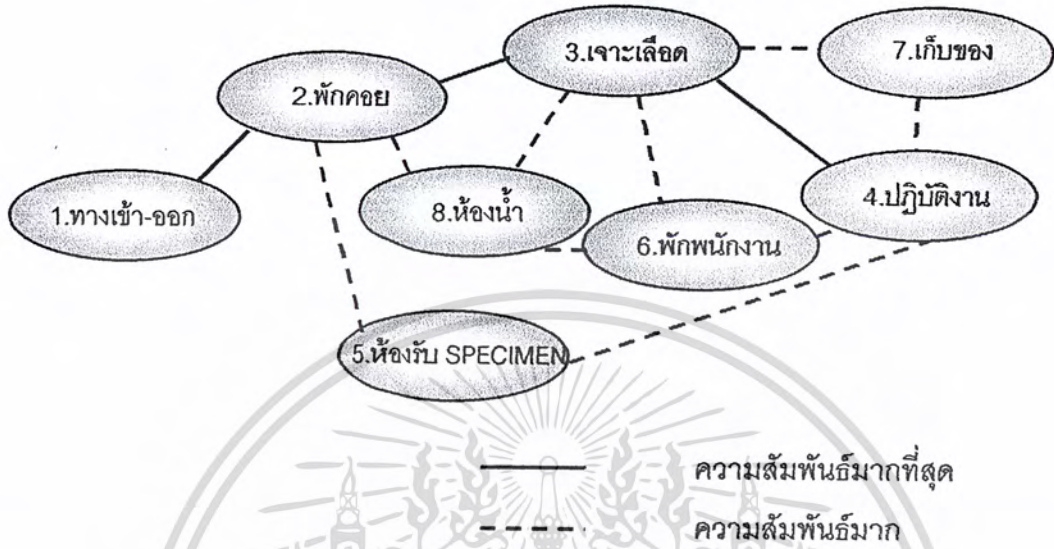 3.เจาะเลือด
7.เก็บของ
2.พักคอย
1.ทางเข้า-ออก
8.ห้องน้ำ
4.ปฏิบัติงาน
6.พักพนักงาน
5.ห้องรับ SPECIMEN
ความสัมพันธ์มากที่สุด
ความสัมพันธ์มาก